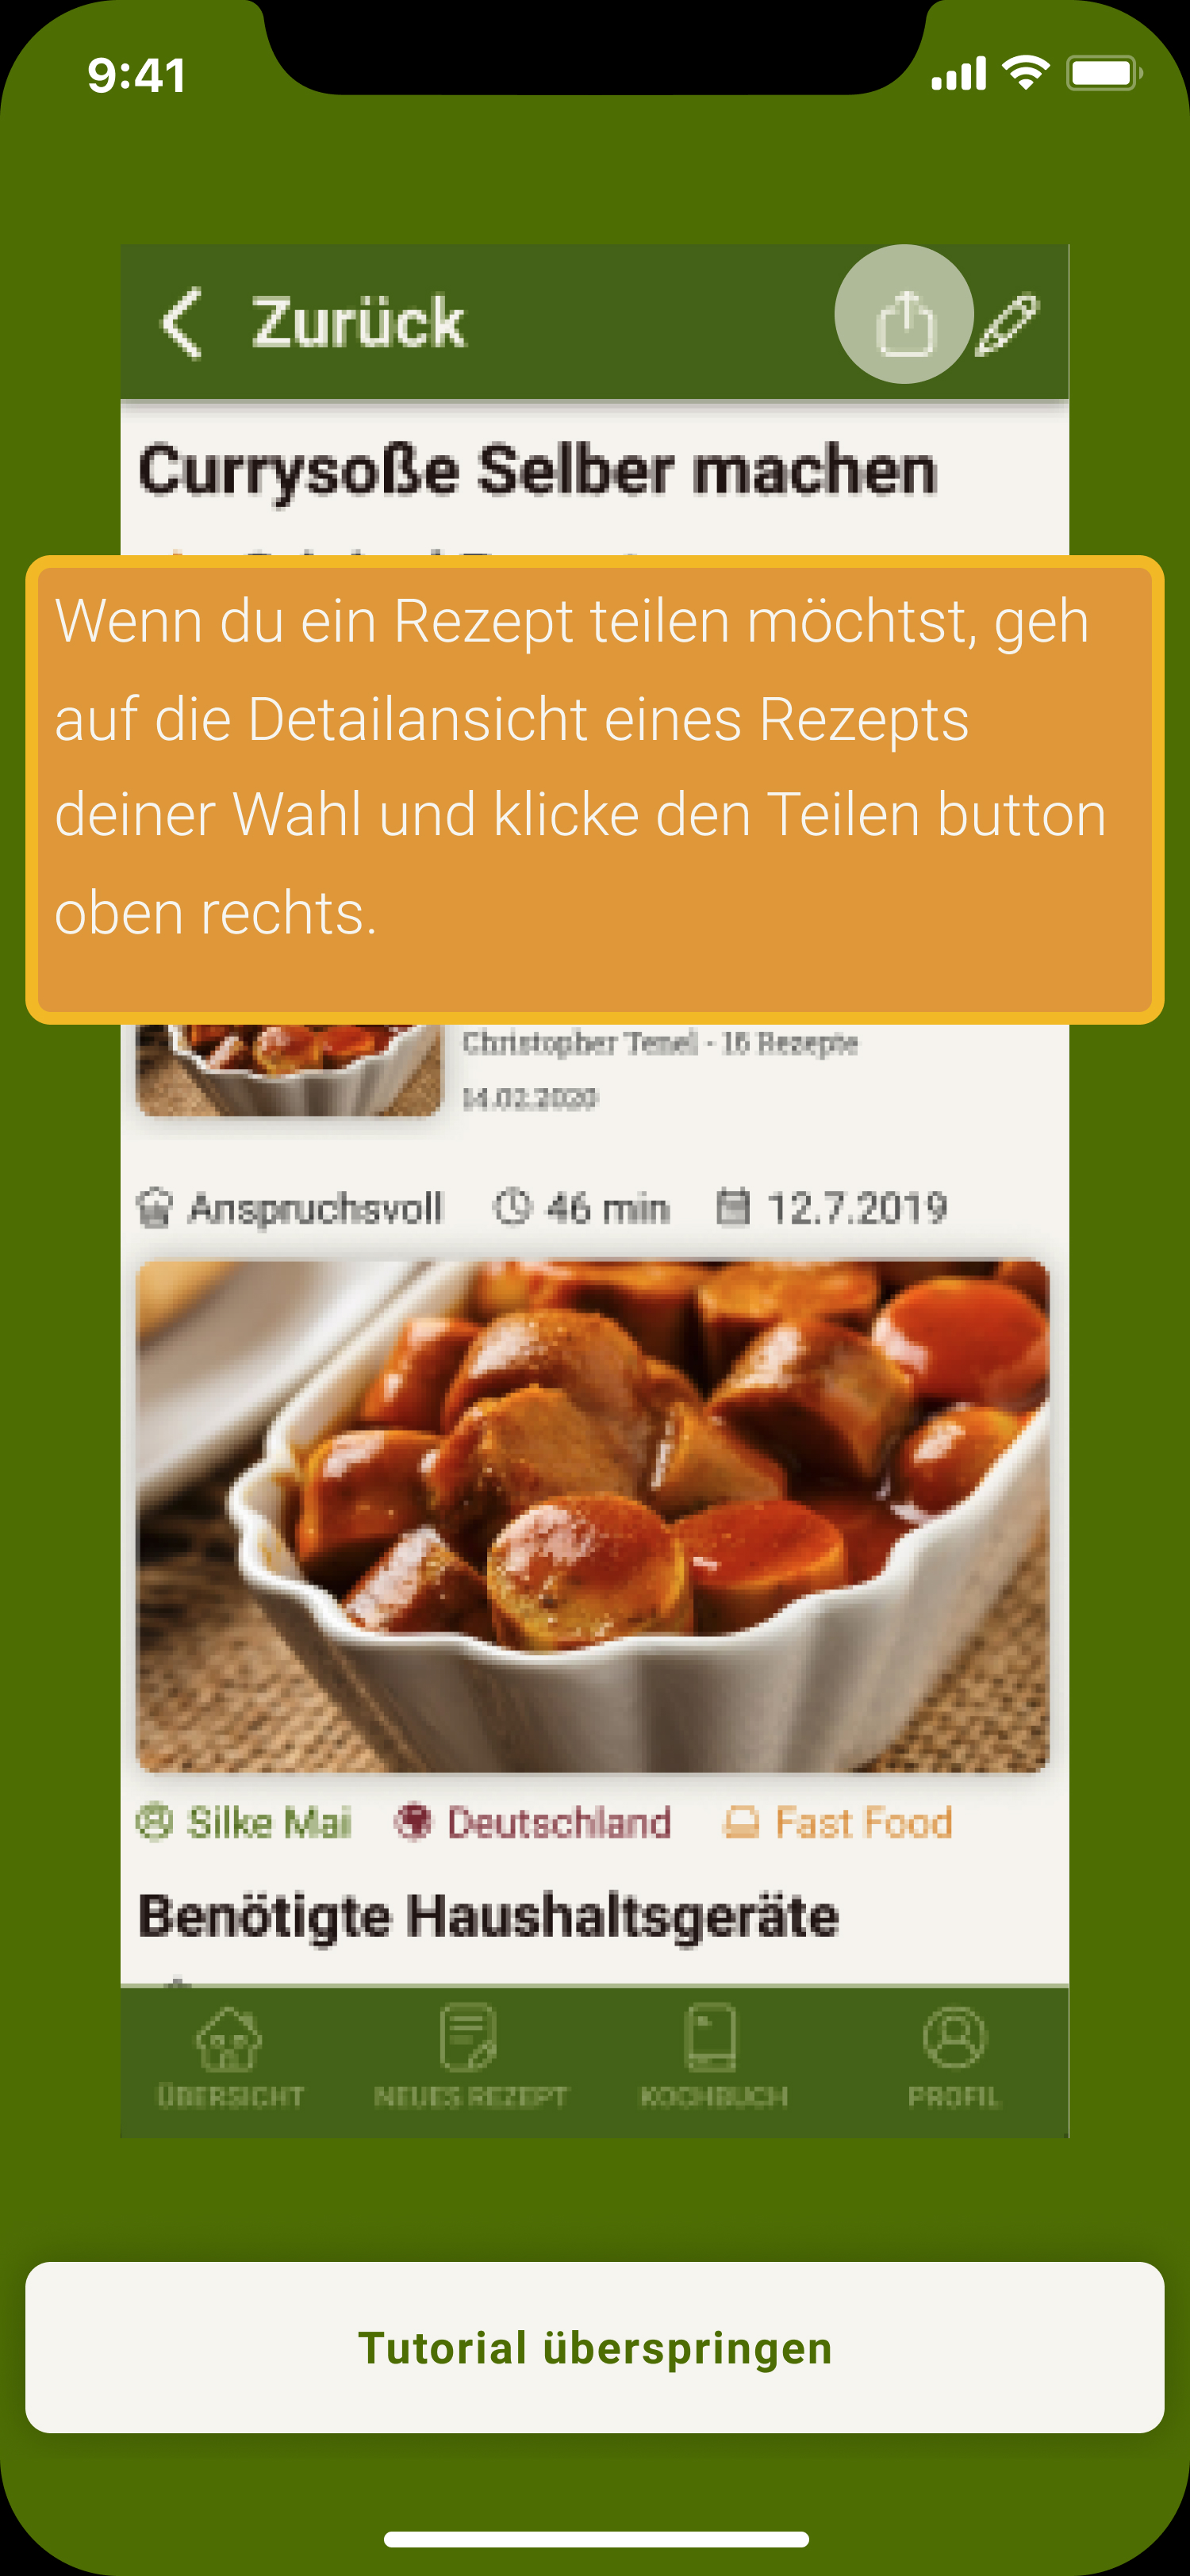 9:41
Zurück
Currysoße Selber machen
Wenn du ein Rezept teilen möchtst, geh
auf die Detailansicht eines Rezepts
deiner Wahl und klicke den Teilen button
oben rechts.
Christopher Tenel - 16 Rezepte
14.02.2020
Anspruchsvoll 46 min 12.7.2019
Silke Mai Deutschland Fast Food
Benötigte Haushaltsgeräte
ÜBERSICHT NEUES REZEPT KOCHBUCH PROFIL
Tutorial überspringen